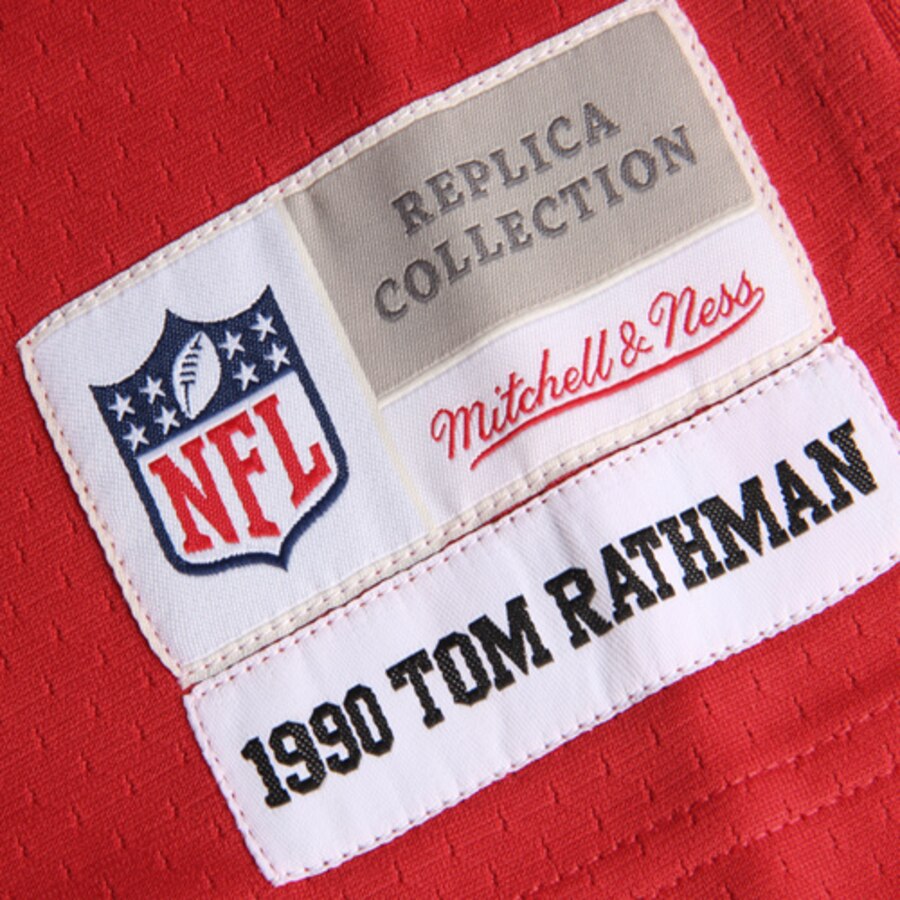 REPLICA
COLLECTION
Mitchell & Ness
NFL
1990 TOM RATHMAN